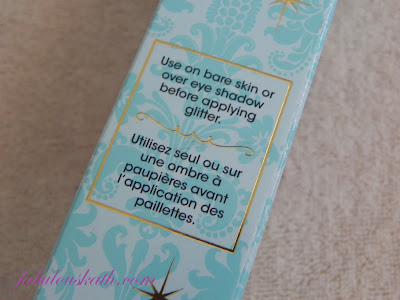 Use on bare skin or
over eye shadow
before applying
glitter.
Utilisez seul ou sur
une ombre à
paupières avant
l'application des
paillettes.
fabulouskath.com